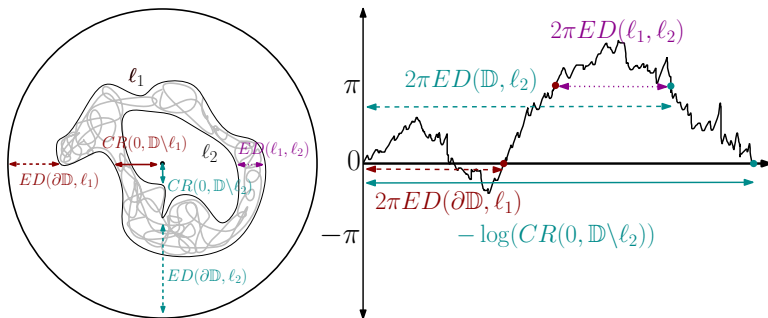 ℓ₁
CR(0, 𝔻\ℓ₁)
ℓ₂
ED(ℓ₁, ℓ₂)
ED(∂𝔻, ℓ₁)
CR(0, 𝔻\ℓ₂)
ED(∂𝔻, ℓ₂)
2πED(ℓ₁, ℓ₂)
π
2πED(𝔻, ℓ₂)
0
2πED(∂𝔻, ℓ₁)
−π
−log(CR(0, 𝔻\ℓ₂))